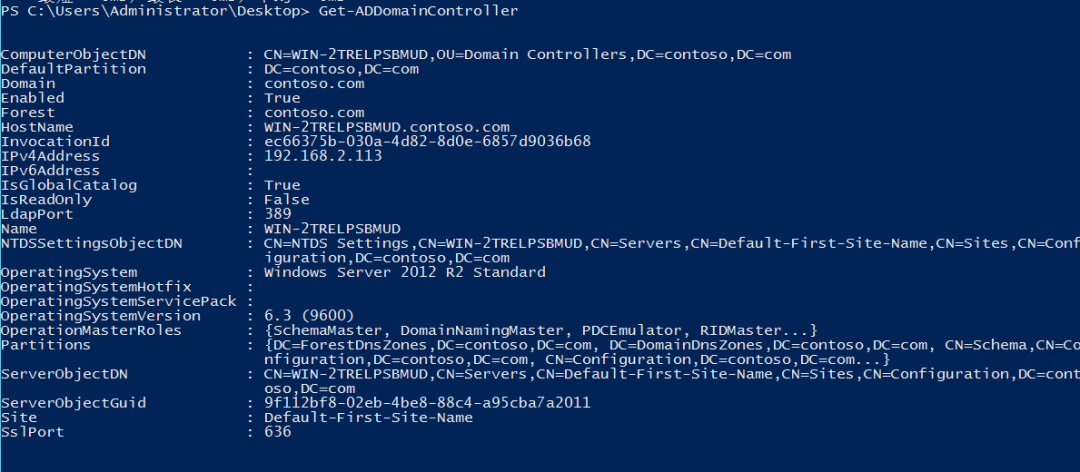 PS C:\Users\Administrator\Desktop> Get-ADDomainController
ComputerObjectDN : CN=WIN-2TRELPSBMUD,OU=Domain Controllers,DC=contoso,DC=com
DefaultPartition : DC=contoso,DC=com
Domain : contoso.com
Enabled : True
Forest : contoso.com
HostName : WIN-2TRELPSBMUD.contoso.com
InvocationId : ec66375b-030a-4d82-8d0e-6857d9036b68
IPv4Address : 192.168.2.113
IPv6Address :
IsGlobalCatalog : True
IsReadOnly : False
LdapPort : 389
Name : WIN-2TRELPSBMUD
NTDSSettingsObjectDN : CN=NTDS Settings,CN=WIN-2TRELPSBMUD,CN=Servers,CN=Default-First-Site-Name,CN=Sites,CN=Conf
iguration,DC=contoso,DC=com
OperatingSystem : Windows Server 2012 R2 Standard
OperatingSystemHotfix :
OperatingSystemServicePack :
OperatingSystemVersion : 6.3 (9600)
OperationMasterRoles : {SchemaMaster, DomainNamingMaster, PDCEmulator, RIDMaster...}
Partitions : {DC=ForestDnsZones,DC=contoso,DC=com, DC=DomainDnsZones,DC=contoso,DC=com, CN=Schema,CN=Co
nfiguration,DC=contoso,DC=com, CN=Configuration,DC=contoso,DC=com...}
ServerObjectDN : CN=WIN-2TRELPSBMUD,CN=Servers,CN=Default-First-Site-Name,CN=Sites,CN=Configuration,DC=cont
oso,DC=com
ServerObjectGuid : 9f112bf8-02eb-4be8-88c4-a95cba7a2011
Site : Default-First-Site-Name
SslPort : 636